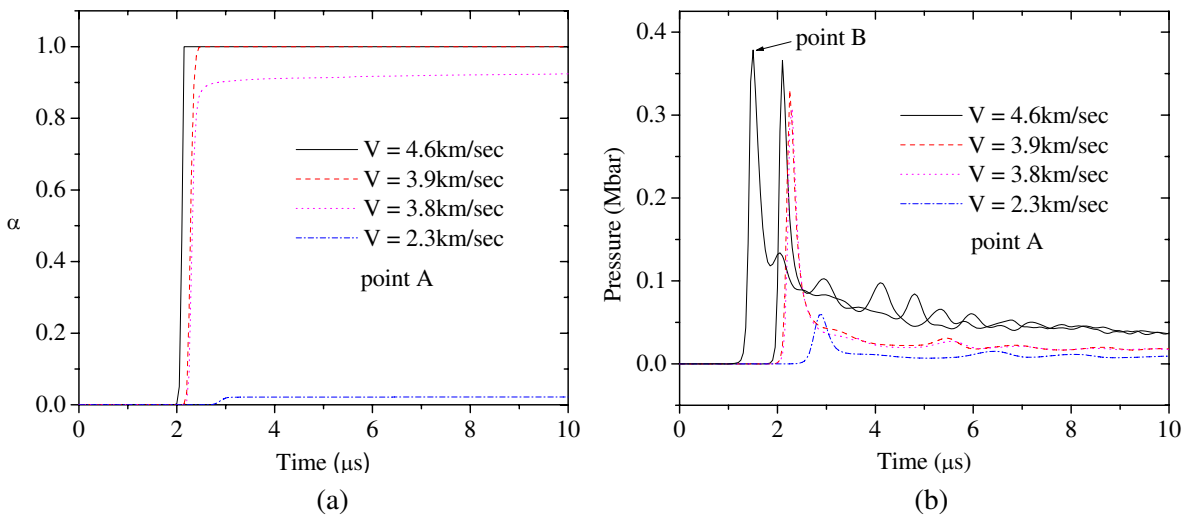 1.0
0.8
0.6
0.4
0.2
0.0
α
0 2 4 6 8 10
Time (μs)
V = 4.6km/sec
V = 3.9km/sec
V = 3.8km/sec
V = 2.3km/sec
point A
(a)
0.4
0.3
0.2
0.1
0.0
Pressure (Mbar)
0 2 4 6 8 10
Time (μs)
point B
V = 4.6km/sec
V = 3.9km/sec
V = 3.8km/sec
V = 2.3km/sec
point A
(b)